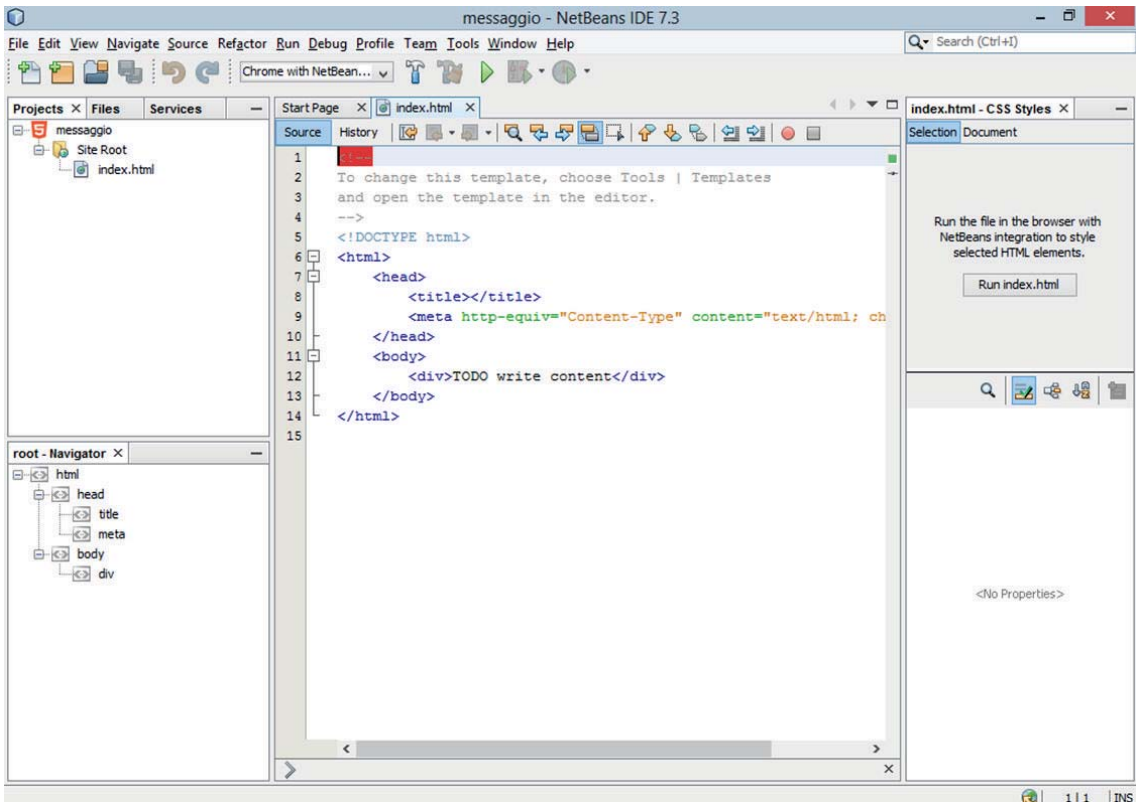 messaggio - NetBeans IDE 7.3
File Edit View Navigate Source Refactor Run Debug Profile Team Tools Window Help
Search (Ctrl+I)
Chrome with NetBean...
Projects Files Services
messaggio
Site Root
index.html
Start Page index.html
Source History
1 <!--
2 To change this template, choose Tools | Templates
3 and open the template in the editor.
4 -->
5 <!DOCTYPE html>
6 <html>
7 <head>
8 <title></title>
9 <meta http-equiv="Content-Type" content="text/html; ch
10 </head>
11 <body>
12 <div>TODO write content</div>
13 </body>
14 </html>
15
root - Navigator
html
head
title
meta
body
div
index.html - CSS Styles
Selection Document
Run the file in the browser with
NetBeans integration to style
selected HTML elements.
Run index.html
<No Properties>
1|1 INS